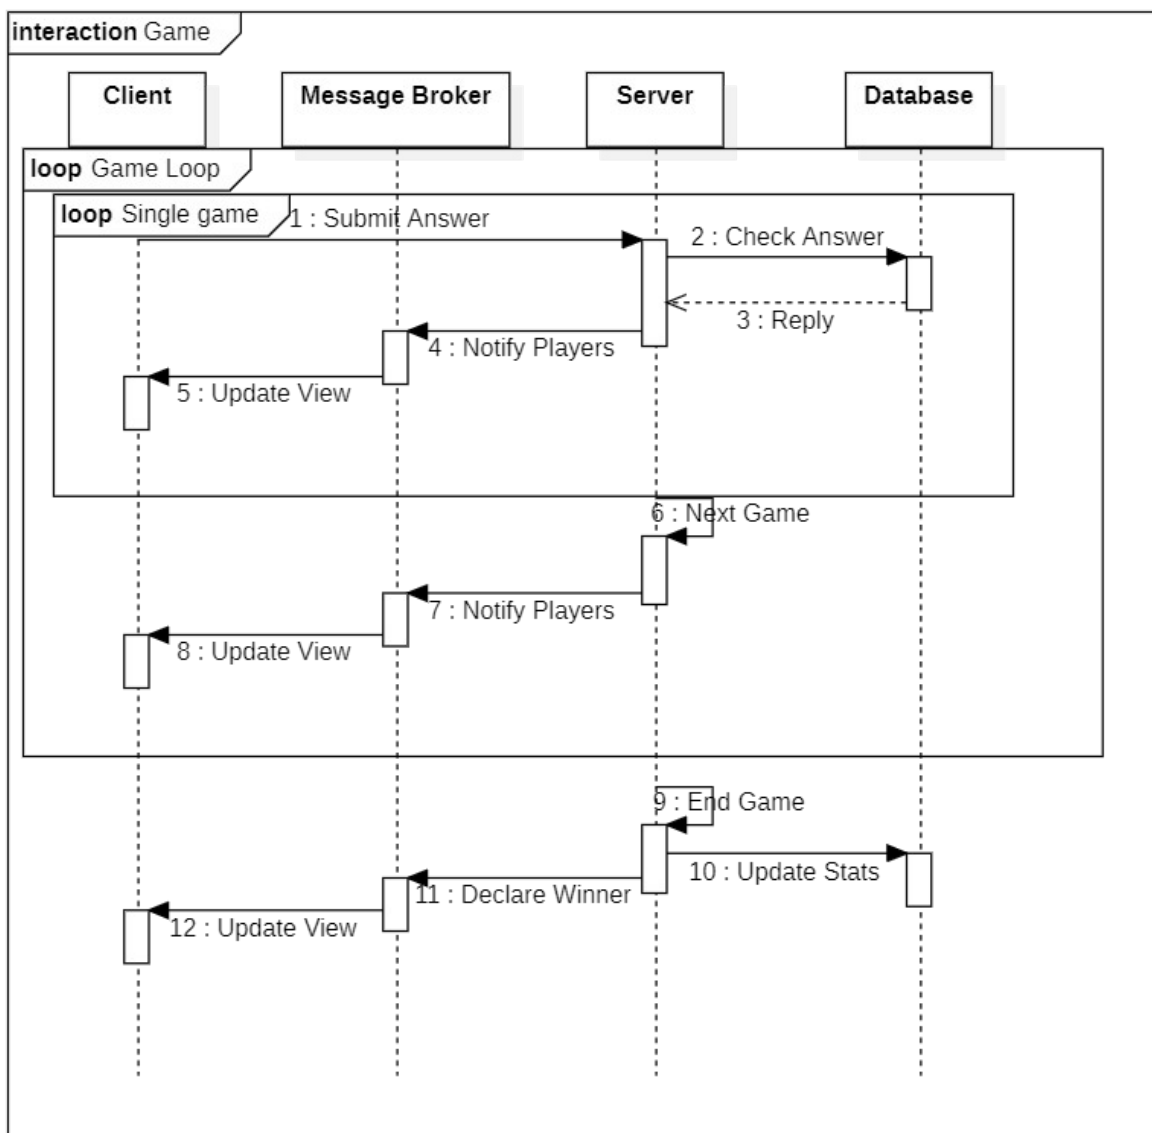 interaction Game
Client
Message Broker
Server
Database
loop Game Loop
loop Single game
1 : Submit Answer
2 : Check Answer
3 : Reply
4 : Notify Players
5 : Update View
6 : Next Game
7 : Notify Players
8 : Update View
9 : End Game
10 : Update Stats
11 : Declare Winner
12 : Update View